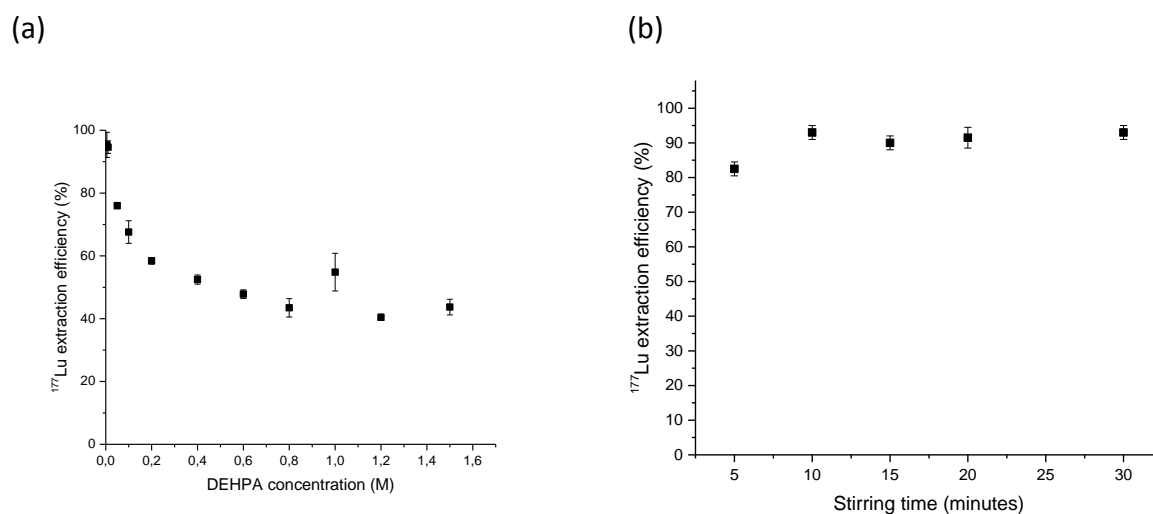 (a)
100
80
60
40
20
0
0,0 0,2 0,4 0,6 0,8 1,0 1,2 1,4 1,6
DEHPA concentration (M)
¹⁷⁷Lu extraction efficiency (%)
(b)
100
90
80
70
60
50
40
30
20
10
0
5 10 15 20 25 30
Stirring time (minutes)
¹⁷⁷Lu extraction efficiency (%)